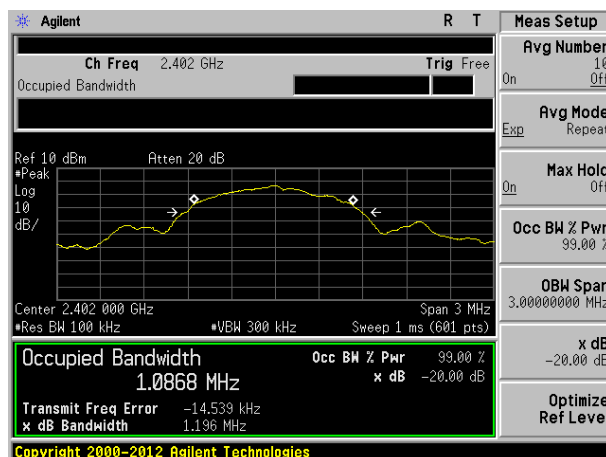 Agilent R T
Ch Freq 2.402 GHz Trig Free
Occupied Bandwidth
Ref 10 dBm Atten 20 dB
#Peak
Log
10
dB/
Center 2.402 000 GHz Span 3 MHz
#Res BW 100 kHz #VBW 300 kHz Sweep 1 ms (601 pts)
Occupied Bandwidth
1.0868 MHz
Occ BW % Pwr 99.00 %
x dB -20.00 dB
Transmit Freq Error -14.539 kHz
x dB Bandwidth 1.196 MHz
Copyright 2000-2012 Agilent Technologies
Meas Setup
Avg Number
10
On Off
Avg Mode
Exp Repeat
Max Hold
On Off
Occ BW % Pwr
99.00 %
OBW Span
3.00000000 MHz
x dB
-20.00 dB
Optimize
Ref Level